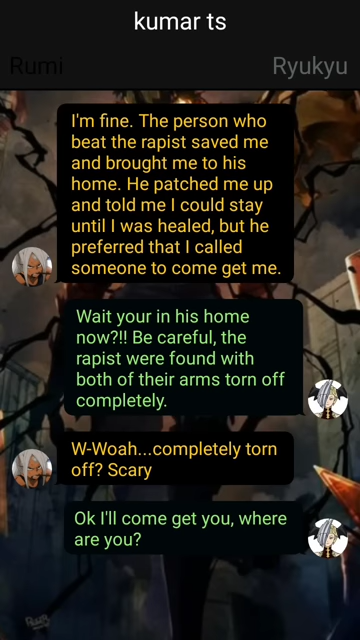 kumar ts
Rumi
Ryukyu
I'm fine. The person who
beat the rapist saved me
and brought me to his
home. He patched me up
and told me I could stay
until I was healed, but he
preferred that I called
someone to come get me.
Wait your in his home
now?!! Be careful, the
rapist were found with
both of their arms torn off
completely.
W-Woah...completely torn
off? Scary
Ok I'll come get you, where
are you?